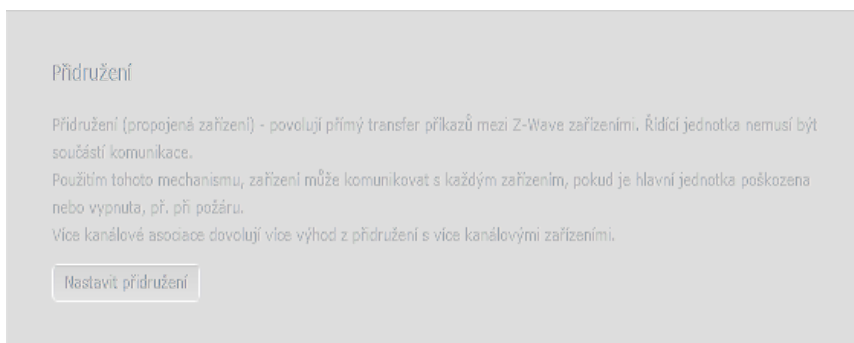 Přidružení
Přidružení (propojená zařízení) - povolují přímý transfer příkazů mezi Z-Wave zařízeními. Řídící jednotka nemusí být
součástí komunikace.
Použitím tohoto mechanismu, zařízení může komunikovat s každým zařízením, pokud je hlavní jednotka poškozena
nebo vypnuta, př. při požáru.
Více kanálové asociace dovolují více výhod z přidružení s více kanálovými zařízeními.
Nastavit přidružení